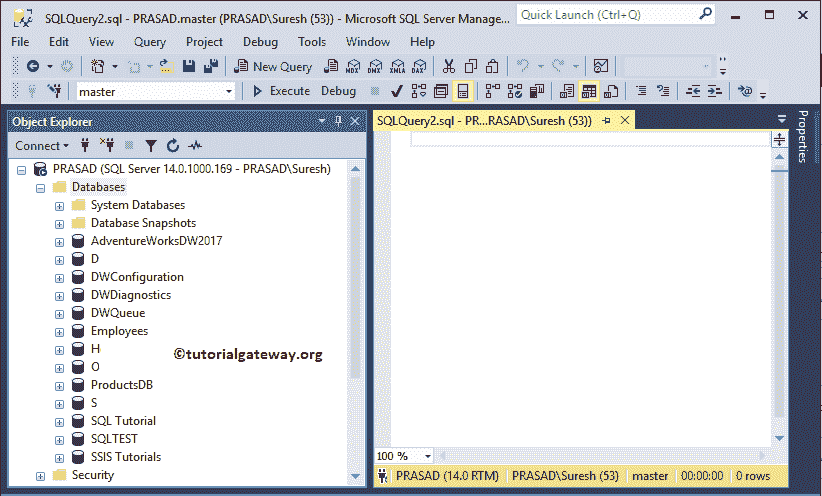 SQLQuery2.sql - PRASAD.master (PRASAD\Suresh (53)) - Microsoft SQL Server Manage...
Quick Launch (Ctrl+Q)
File Edit View Query Project Debug Tools Window Help
New Query MDX DMX XMLA DAX
master Execute Debug
Object Explorer
SQLQuery2.sql - PR...RASAD\Suresh (53))
Properties
Connect
PRASAD (SQL Server 14.0.1000.169 - PRASAD\Suresh)
Databases
System Databases
Database Snapshots
AdventureWorksDW2017
D
DWConfiguration
DWDiagnostics
DWQueue
Employees
H
©tutorialgateway.org
O
ProductsDB
S
SQL Tutorial
SQLTEST
SSIS Tutorials
Security
100 %
PRASAD (14.0 RTM) PRASAD\Suresh (53) master 00:00:00 0 rows